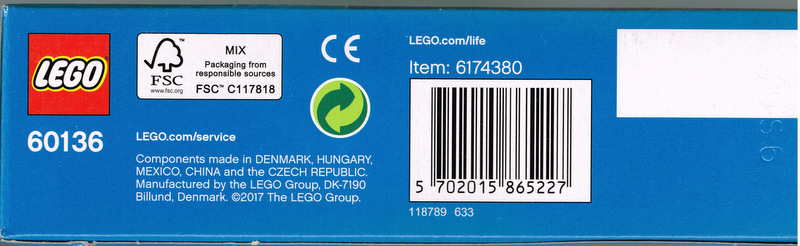 LEGO
60136
FSC
www.fsc.org
MIX
Packaging from
responsible sources
FSC™ C117818
LEGO.com/service
Components made in DENMARK, HUNGARY,
MEXICO, CHINA and the CZECH REPUBLIC.
Manufactured by the LEGO Group, DK-7190
Billund, Denmark. ©2017 The LEGO Group.
CE
LEGO.com/life
Item: 6174380
5 702015 865227
118789 633